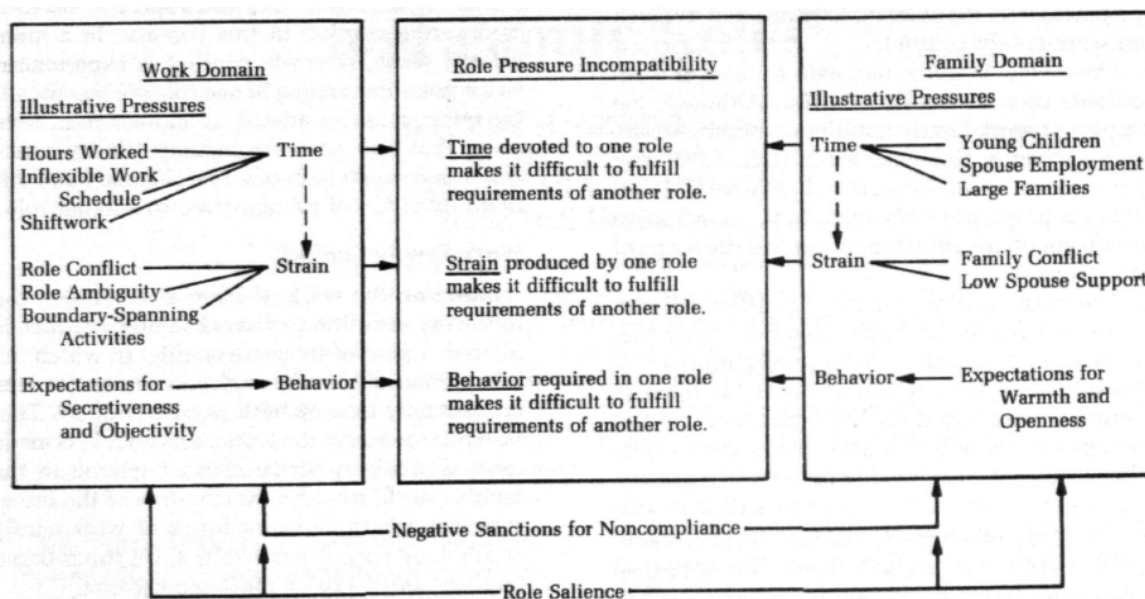 Work Domain
Illustrative Pressures
Hours Worked
Inflexible Work
Schedule
Shiftwork
Time
Role Conflict
Role Ambiguity
Boundary-Spanning
Activities
Strain
Expectations for
Secretiveness
and Objectivity
Behavior
Role Pressure Incompatibility
Time devoted to one role
makes it difficult to fulfill
requirements of another role.
Strain produced by one role
makes it difficult to fulfill
requirements of another role.
Behavior required in one role
makes it difficult to fulfill
requirements of another role.
Family Domain
Illustrative Pressures
Time
Young Children
Spouse Employment
Large Families
Strain
Family Conflict
Low Spouse Support
Behavior
Expectations for
Warmth and
Openness
Negative Sanctions for Noncompliance
Role Salience